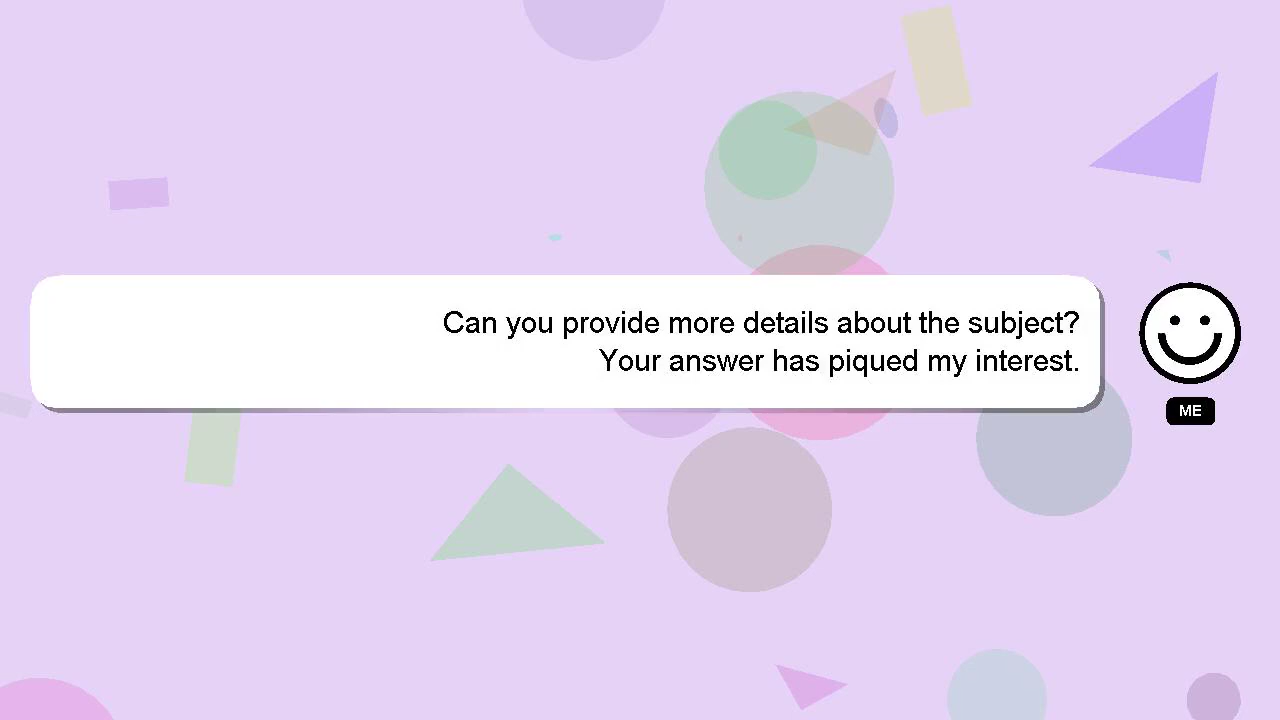 Can you provide more details about the subject?
Your answer has piqued my interest.
ME